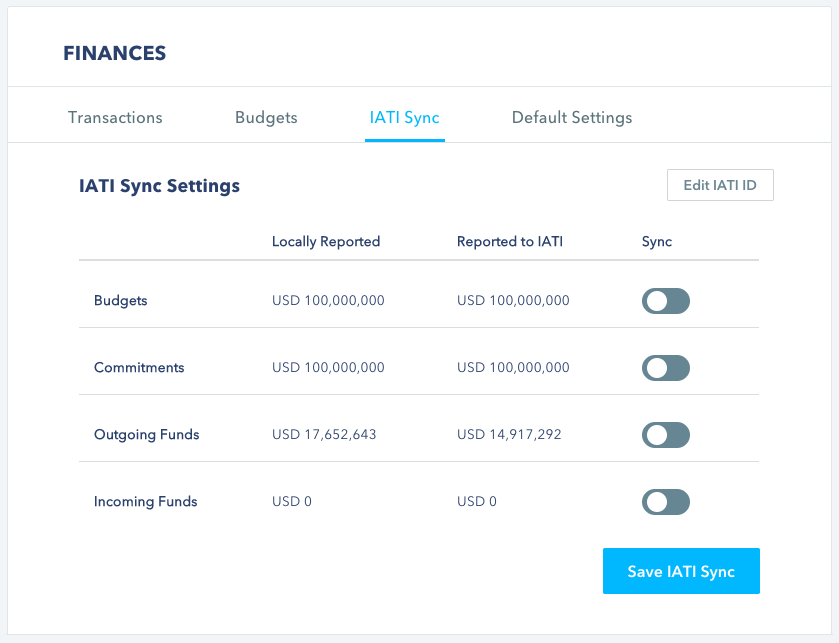 FINANCES
Transactions Budgets IATI Sync Default Settings
IATI Sync Settings Edit IATI ID
Locally Reported Reported to IATI Sync
Budgets USD 100,000,000 USD 100,000,000
Commitments USD 100,000,000 USD 100,000,000
Outgoing Funds USD 17,652,643 USD 14,917,292
Incoming Funds USD 0 USD 0
Save IATI Sync